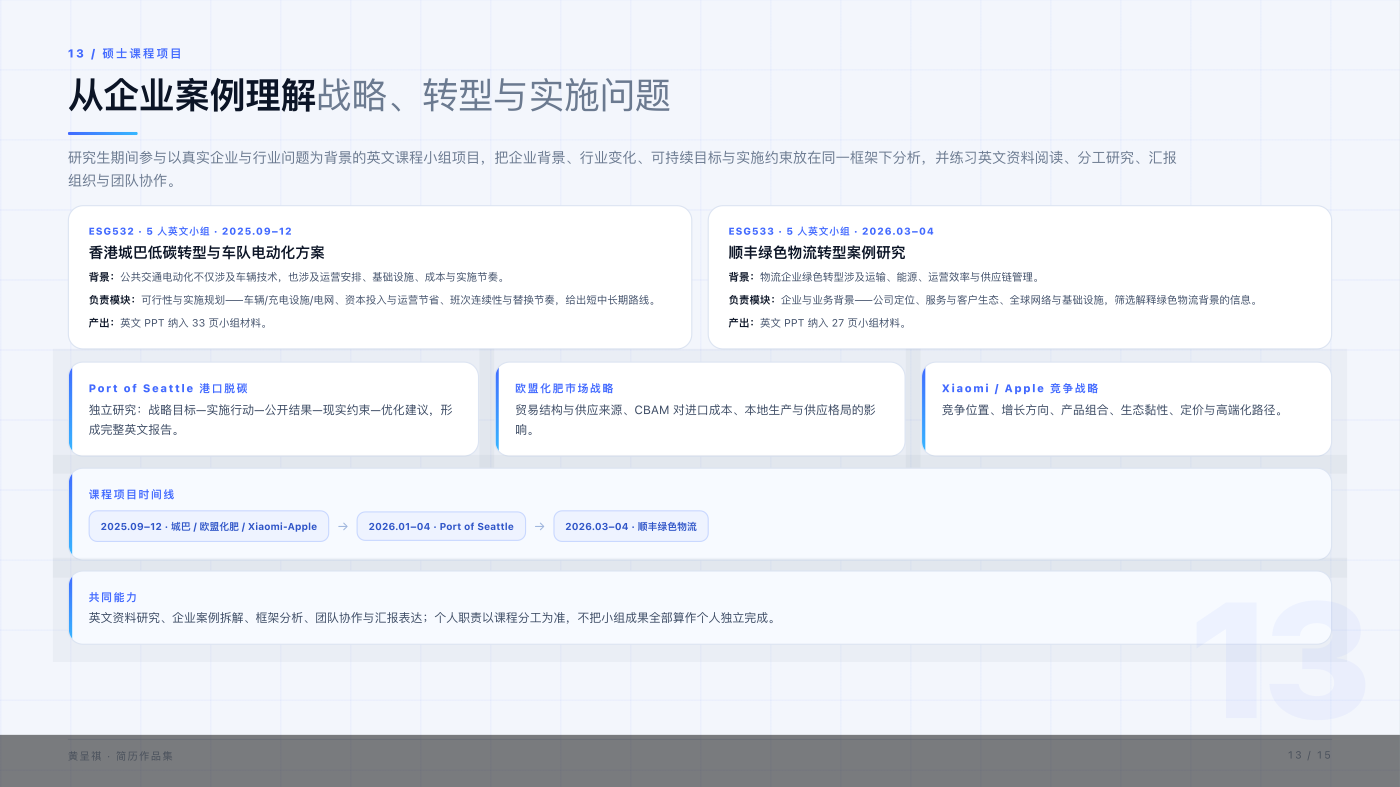 13 / 硕士课程项目
从企业案例理解战略、转型与实施问题
研究生期间参与以真实企业与行业问题为背景的英文课程小组项目，把企业背景、行业变化、可持续目标与实施约束放在同一框架下分析，并练习英文资料阅读、分工研究、汇报
组织与团队协作。
ESG532 · 5 人英文小组 · 2025.09–12
香港城巴低碳转型与车队电动化方案
背景：公共交通电动化不仅涉及车辆技术，也涉及运营安排、基础设施、成本与实施节奏。
负责模块：可行性与实施规划——车辆/充电设施/电网、资本投入与运营节省、班次连续性与替换节奏，给出短中长期路线。
产出：英文 PPT 纳入 33 页小组材料。
ESG533 · 5 人英文小组 · 2026.03–04
顺丰绿色物流转型案例研究
背景：物流企业绿色转型涉及运输、能源、运营效率与供应链管理。
负责模块：企业与业务背景——公司定位、服务与客户生态、全球网络与基础设施，筛选解释绿色物流背景的信息。
产出：英文 PPT 纳入 27 页小组材料。
Port of Seattle 港口脱碳
独立研究：战略目标—实施行动—公开结果—现实约束—优化建议，形
成完整英文报告。
欧盟化肥市场战略
贸易结构与供应来源、CBAM 对进口成本、本地生产与供应格局的影
响。
Xiaomi / Apple 竞争战略
竞争位置、增长方向、产品组合、生态黏性、定价与高端化路径。
课程项目时间线
2025.09–12 · 城巴 / 欧盟化肥 / Xiaomi-Apple → 2026.01–04 · Port of Seattle → 2026.03–04 · 顺丰绿色物流
共同能力
英文资料研究、企业案例拆解、框架分析、团队协作与汇报表达；个人职责以课程分工为准，不把小组成果全部算作个人独立完成。
13
黄呈祺 · 简历作品集
13 / 15